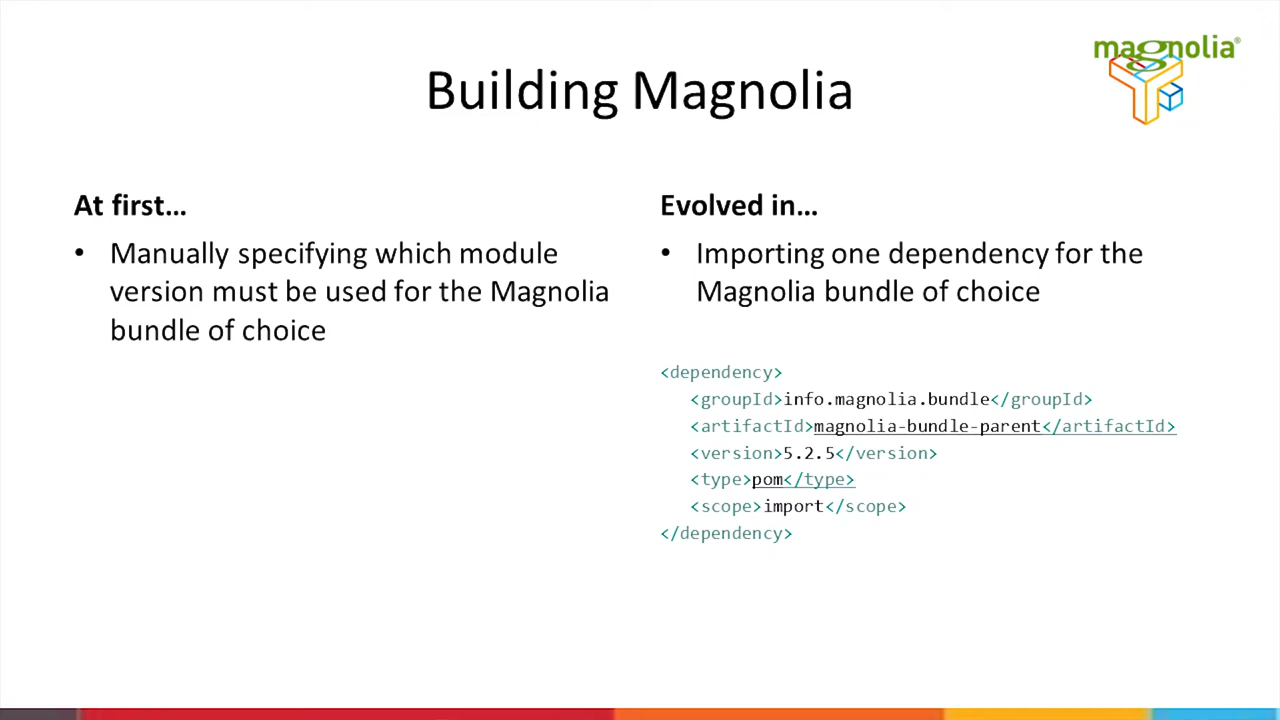 magnolia®
Building Magnolia
At first…
• Manually specifying which module
version must be used for the Magnolia
bundle of choice
Evolved in…
• Importing one dependency for the
Magnolia bundle of choice
<dependency>
<groupId>info.magnolia.bundle</groupId>
<artifactId>magnolia-bundle-parent</artifactId>
<version>5.2.5</version>
<type>pom</type>
<scope>import</scope>
</dependency>